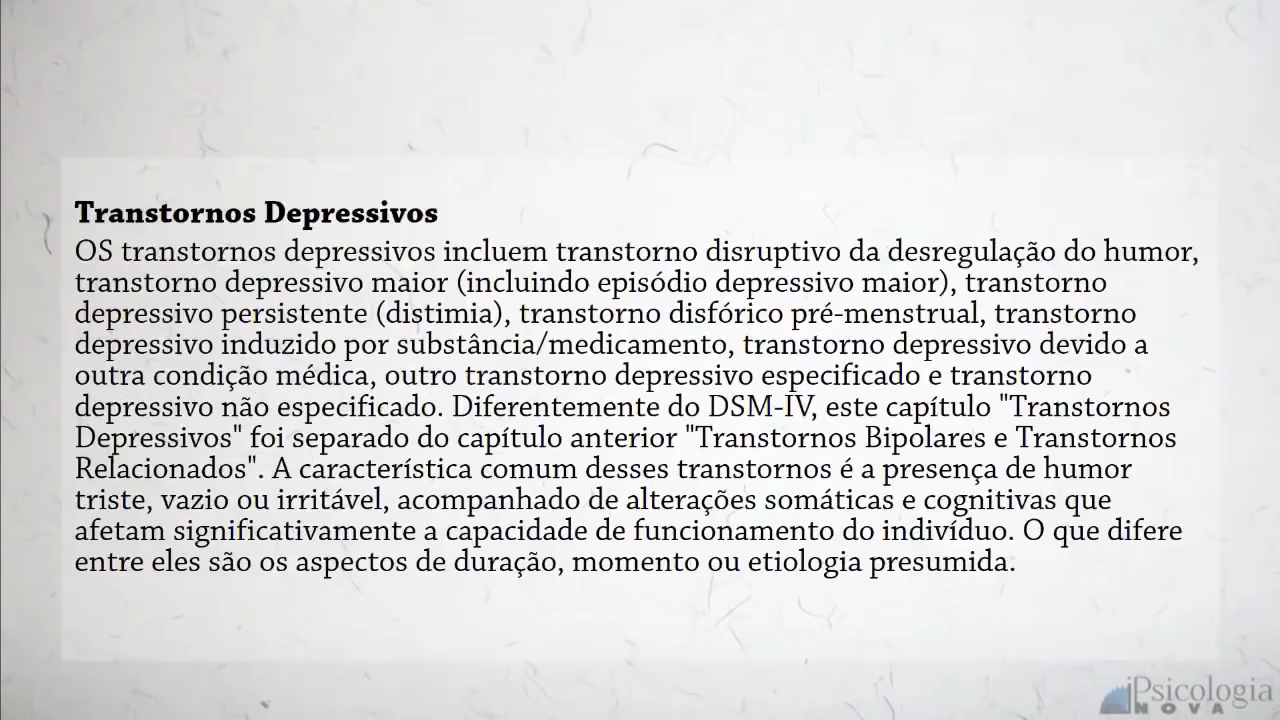 Transtornos Depressivos
OS transtornos depressivos incluem transtorno disruptivo da desregulação do humor,
transtorno depressivo maior (incluindo episódio depressivo maior), transtorno
depressivo persistente (distimia), transtorno disfórico pré-menstrual, transtorno
depressivo induzido por substância/medicamento, transtorno depressivo devido a
outra condição médica, outro transtorno depressivo especificado e transtorno
depressivo não especificado. Diferentemente do DSM-IV, este capítulo "Transtornos
Depressivos" foi separado do capítulo anterior "Transtornos Bipolares e Transtornos
Relacionados". A característica comum desses transtornos é a presença de humor
triste, vazio ou irritável, acompanhado de alterações somáticas e cognitivas que
afetam significativamente a capacidade de funcionamento do indivíduo. O que difere
entre eles são os aspectos de duração, momento ou etiologia presumida.
Psicologia
NOVA